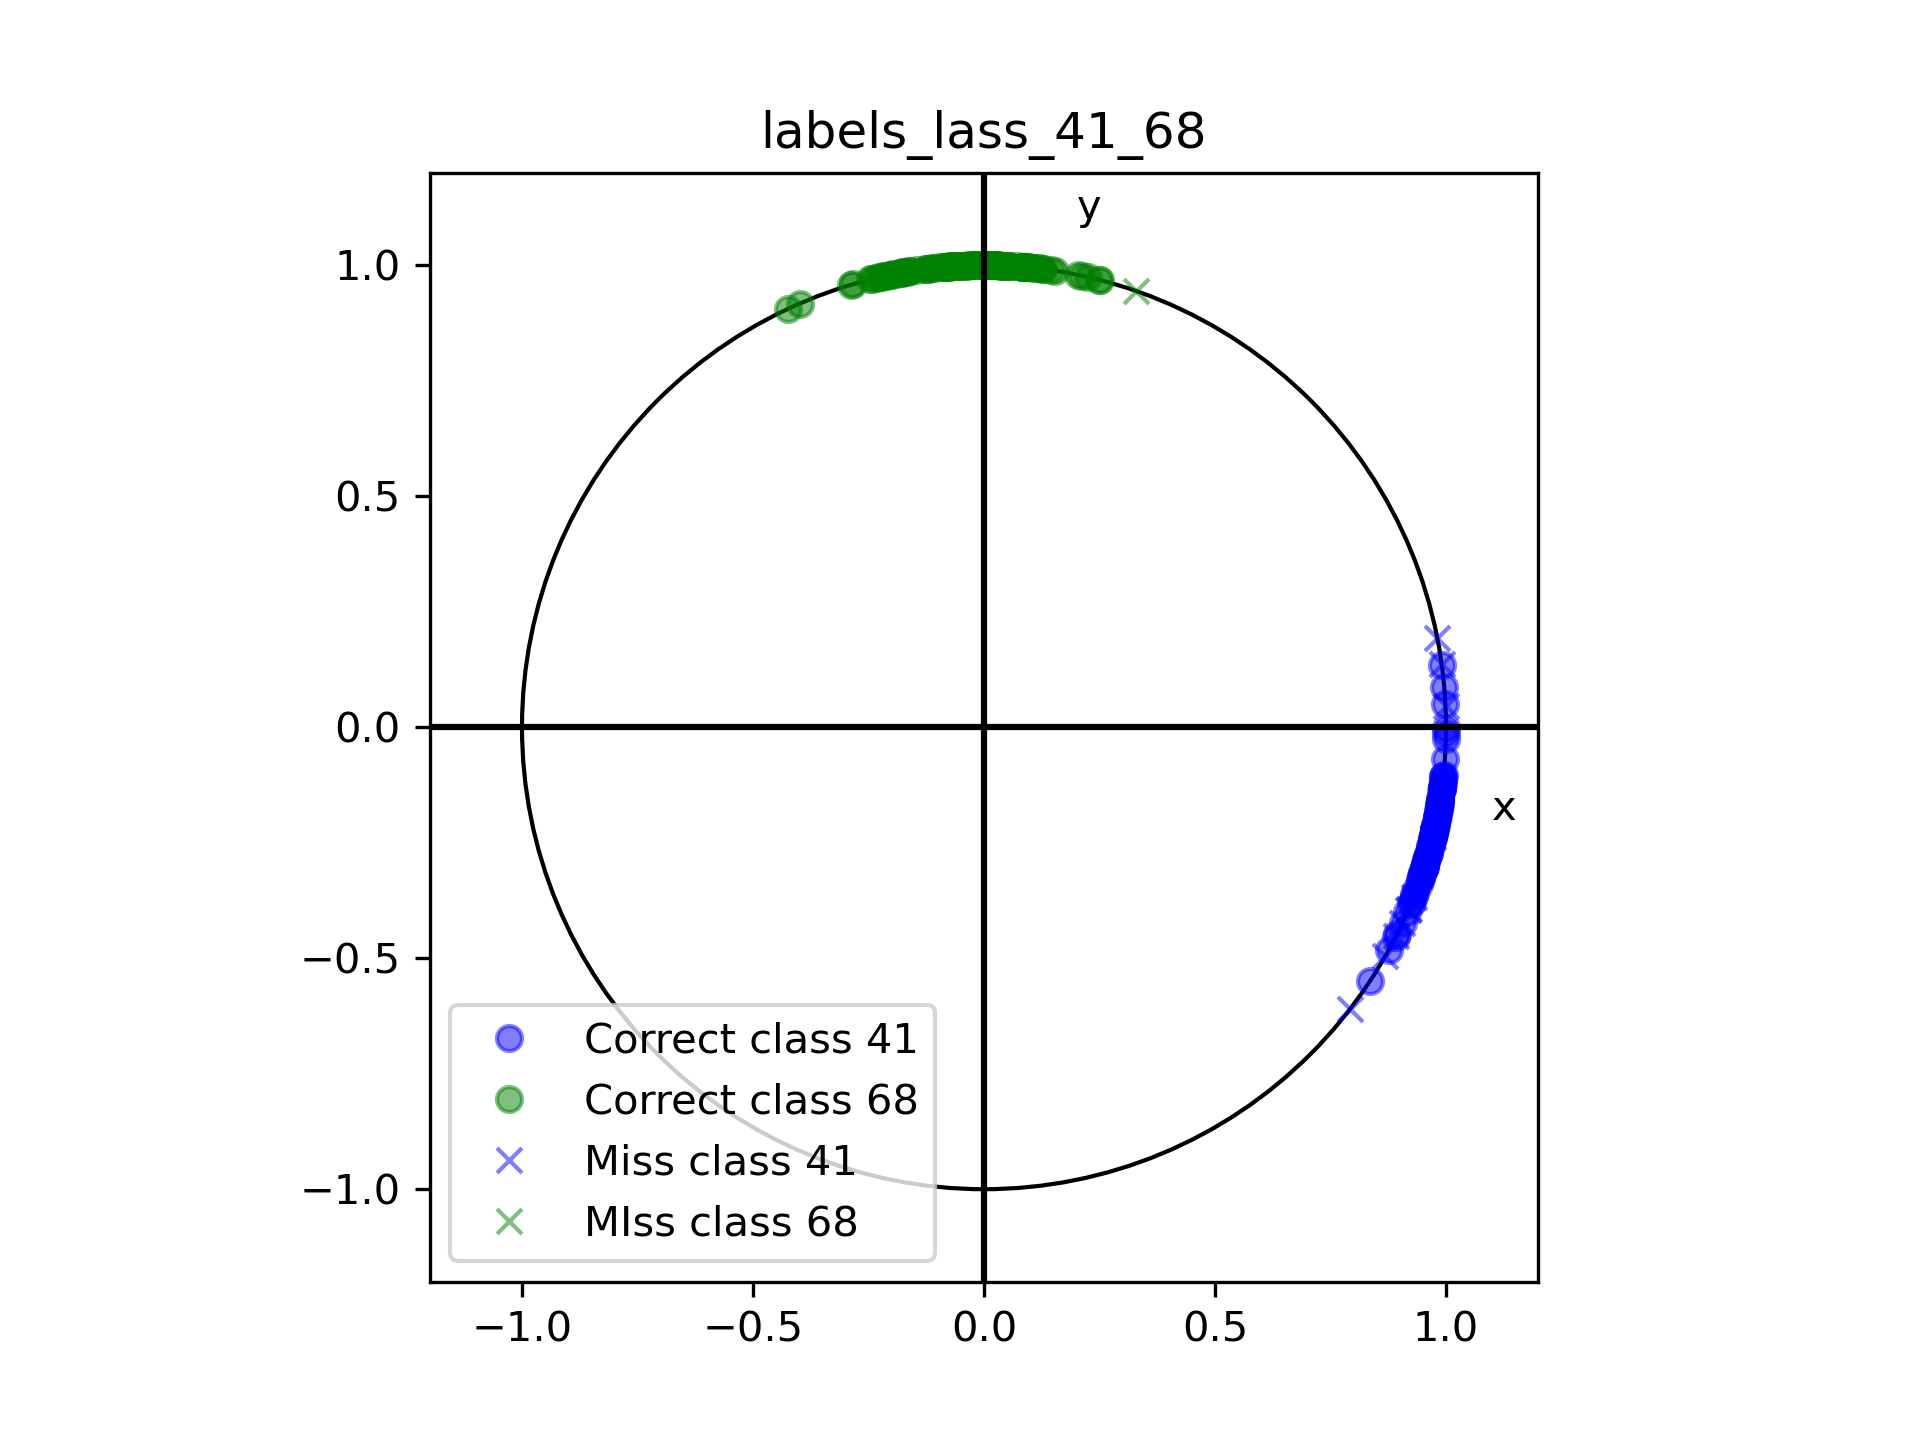 labels_lass_41_68
y
1.0
0.5
0.0
x
−0.5
−1.0
Correct class 41
Correct class 68
Miss class 41
MIss class 68
−1.0 −0.5 0.0 0.5 1.0